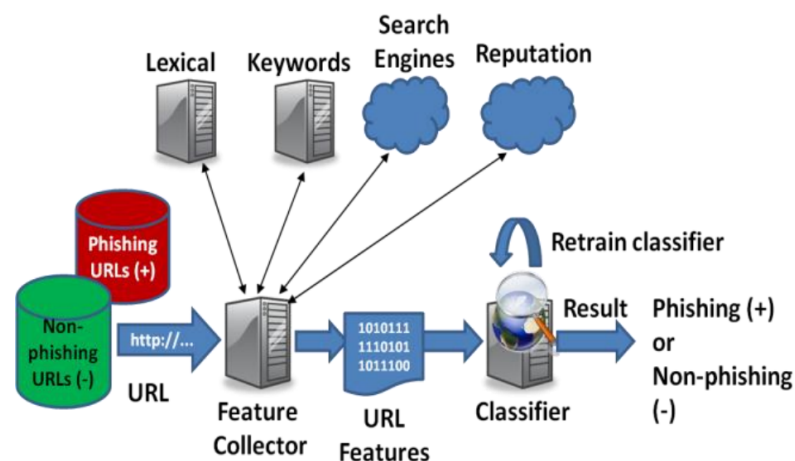 Lexical
Keywords
Search
Engines
Reputation
Phishing
URLs (+)
Non-
phishing
URLs (-)
http://...
URL
Feature
Collector
1010111
1110101
1011100
URL
Features
Retrain classifier
Classifier
Result
Phishing (+)
or
Non-phishing
(-)